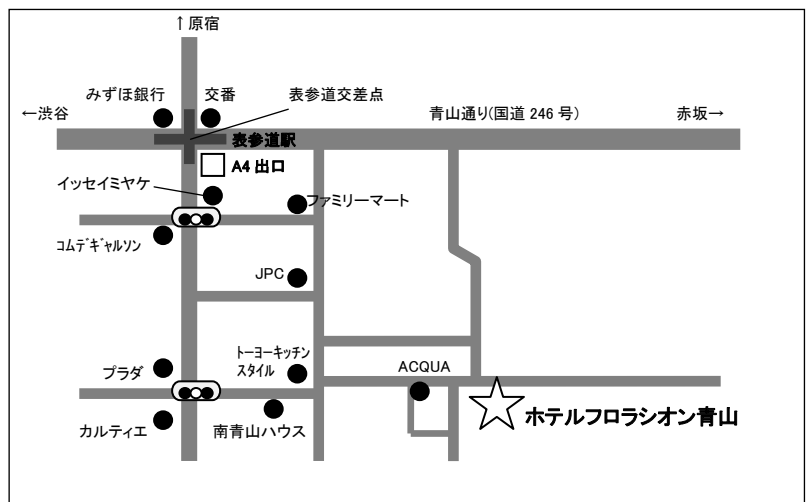 ↑原宿
みずほ銀行
交番
表参道交差点
←渋谷
青山通り(国道 246 号)
赤坂→
表参道駅
A4 出口
イッセイミヤケ
ファミリーマート
コムデギャルソン
JPC
トーヨーキッチン
スタイル
ACQUA
プラダ
カルティエ
南青山ハウス
ホテルフロラシオン青山